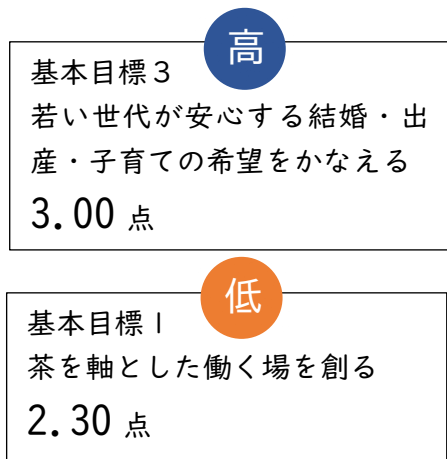 高
基本目標３
若い世代が安心する結婚・出
産・子育ての希望をかなえる
3.00 点
低
基本目標１
茶を軸とした働く場を創る
2.30 点